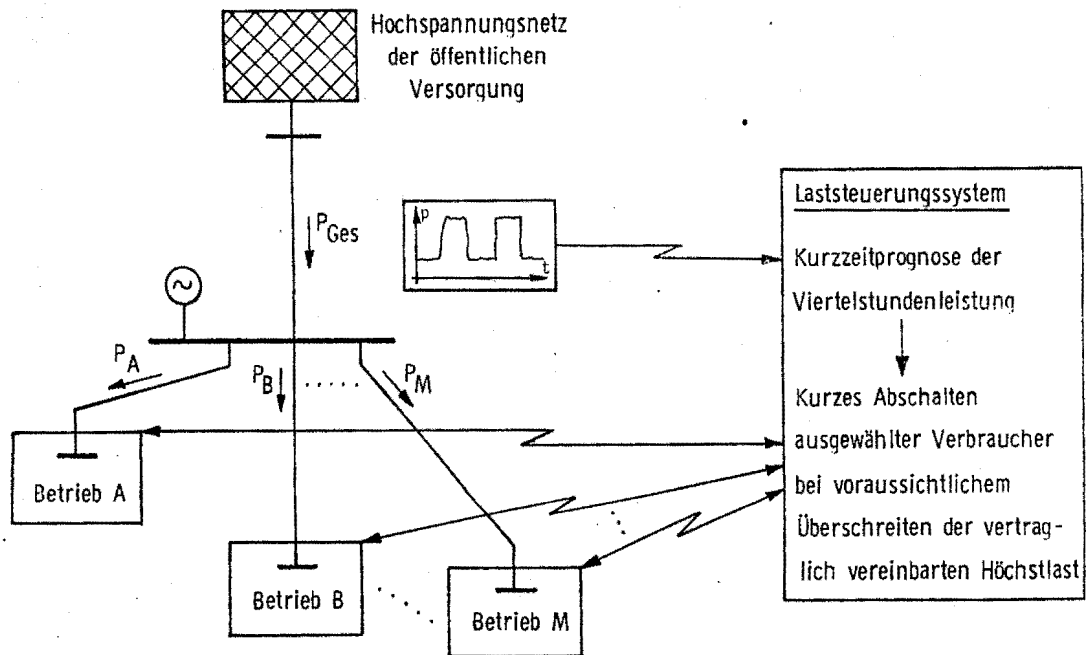 Hochspannungsnetz
der öffentlichen
Versorgung
P_Ges
p
t
~
P_A
P_B
.....
P_M
Betrieb A
Betrieb B
Betrieb M
Laststeuerungssystem
Kurzzeitprognose der
Viertelstundenleistung
Kurzes Abschalten
ausgewählter Verbraucher
bei voraussichtlichem
Überschreiten der vertrag-
lich vereinbarten Höchstlast